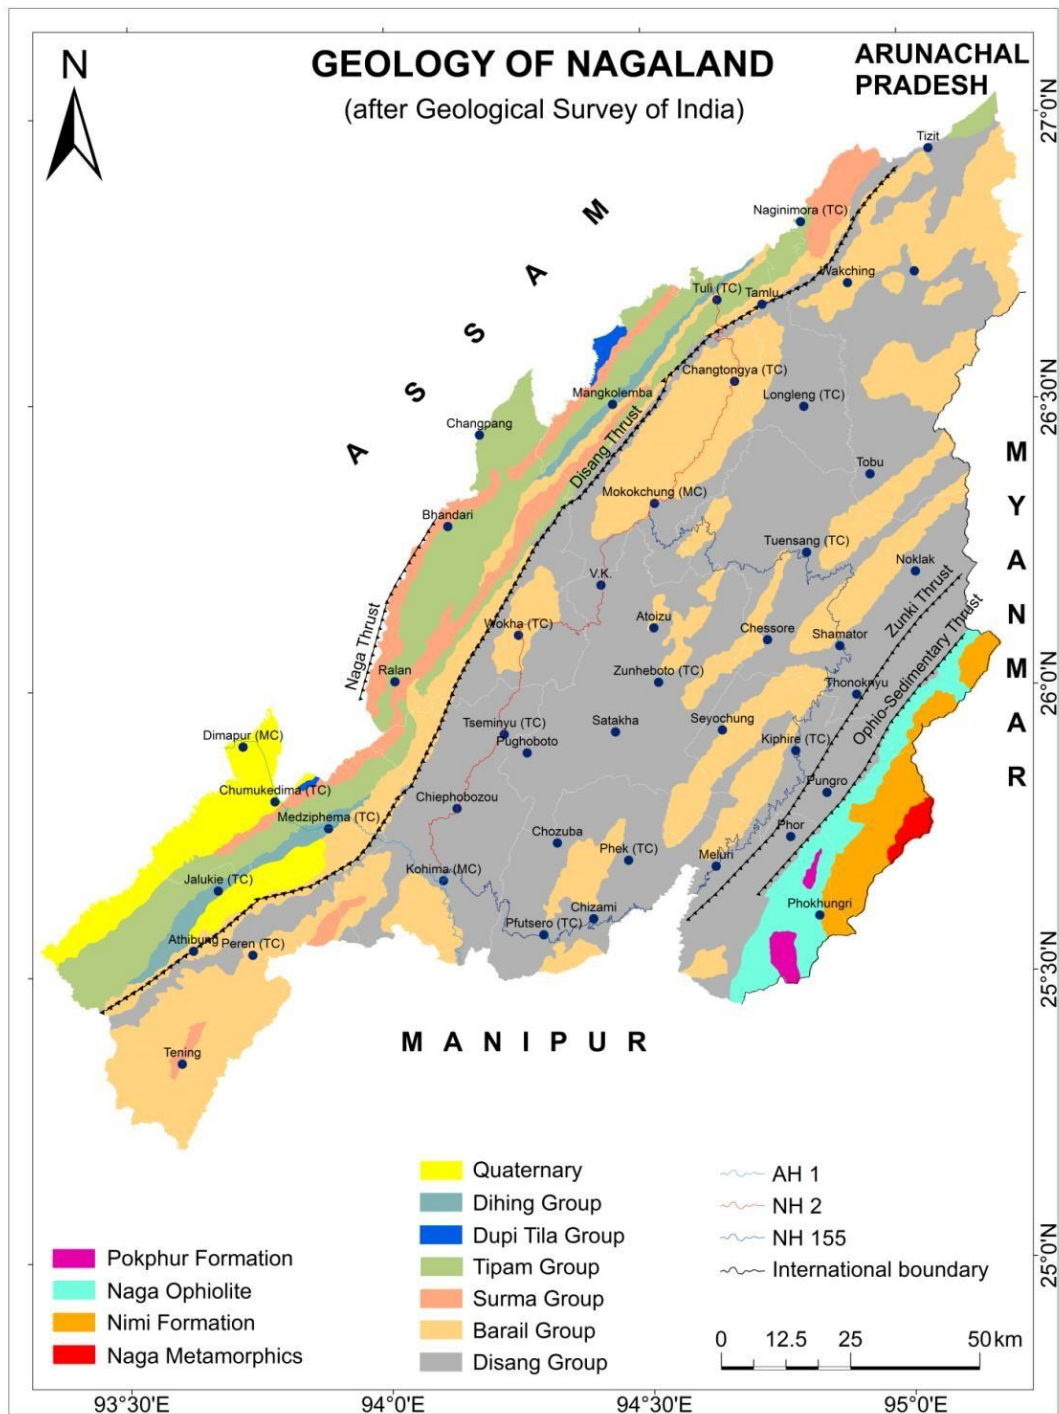 GEOLOGY OF NAGALAND
(after Geological Survey of India)
ARUNACHAL
PRADESH
N
27°0'N
Tizit
A S S A M
Naginimora (TC)
Wakching
Tuli (TC)
Tamlu
Changtongya (TC)
Longleng (TC)
26°30'N
Mangkolemba
Changpang
Disang Thrust
Tobu
M Y A N M A R
Mokokchung (MC)
Bhandari
Tuensang (TC)
Noklak
V.K.
Zunki Thrust
Atoizu
Wokha (TC)
Chessore
Shamator
Ophio-Sedimentary Thrust
Naga Thrust
Ralan
Zunheboto (TC)
Thonoknyu
26°0'N
Tseminyu (TC)
Satakha
Seyochung
Dimapur (MC)
Pughoboto
Kiphire (TC)
Chumukedima (TC)
Pungro
Chiephobozou
Medziphema (TC)
Chozuba
Phor
Phek (TC)
Meluri
Kohima (MC)
Jalukie (TC)
Phokhungri
Chizami
Pfutsero (TC)
Athibung
Peren (TC)
25°30'N
M A N I P U R
Tening
Quaternary
Dihing Group
Dupi Tila Group
Tipam Group
Surma Group
Barail Group
Disang Group
Pokphur Formation
Naga Ophiolite
Nimi Formation
Naga Metamorphics
AH 1
NH 2
NH 155
International boundary
25°0'N
0 12.5 25 50 km
93°30'E 94°0'E 94°30'E 95°0'E